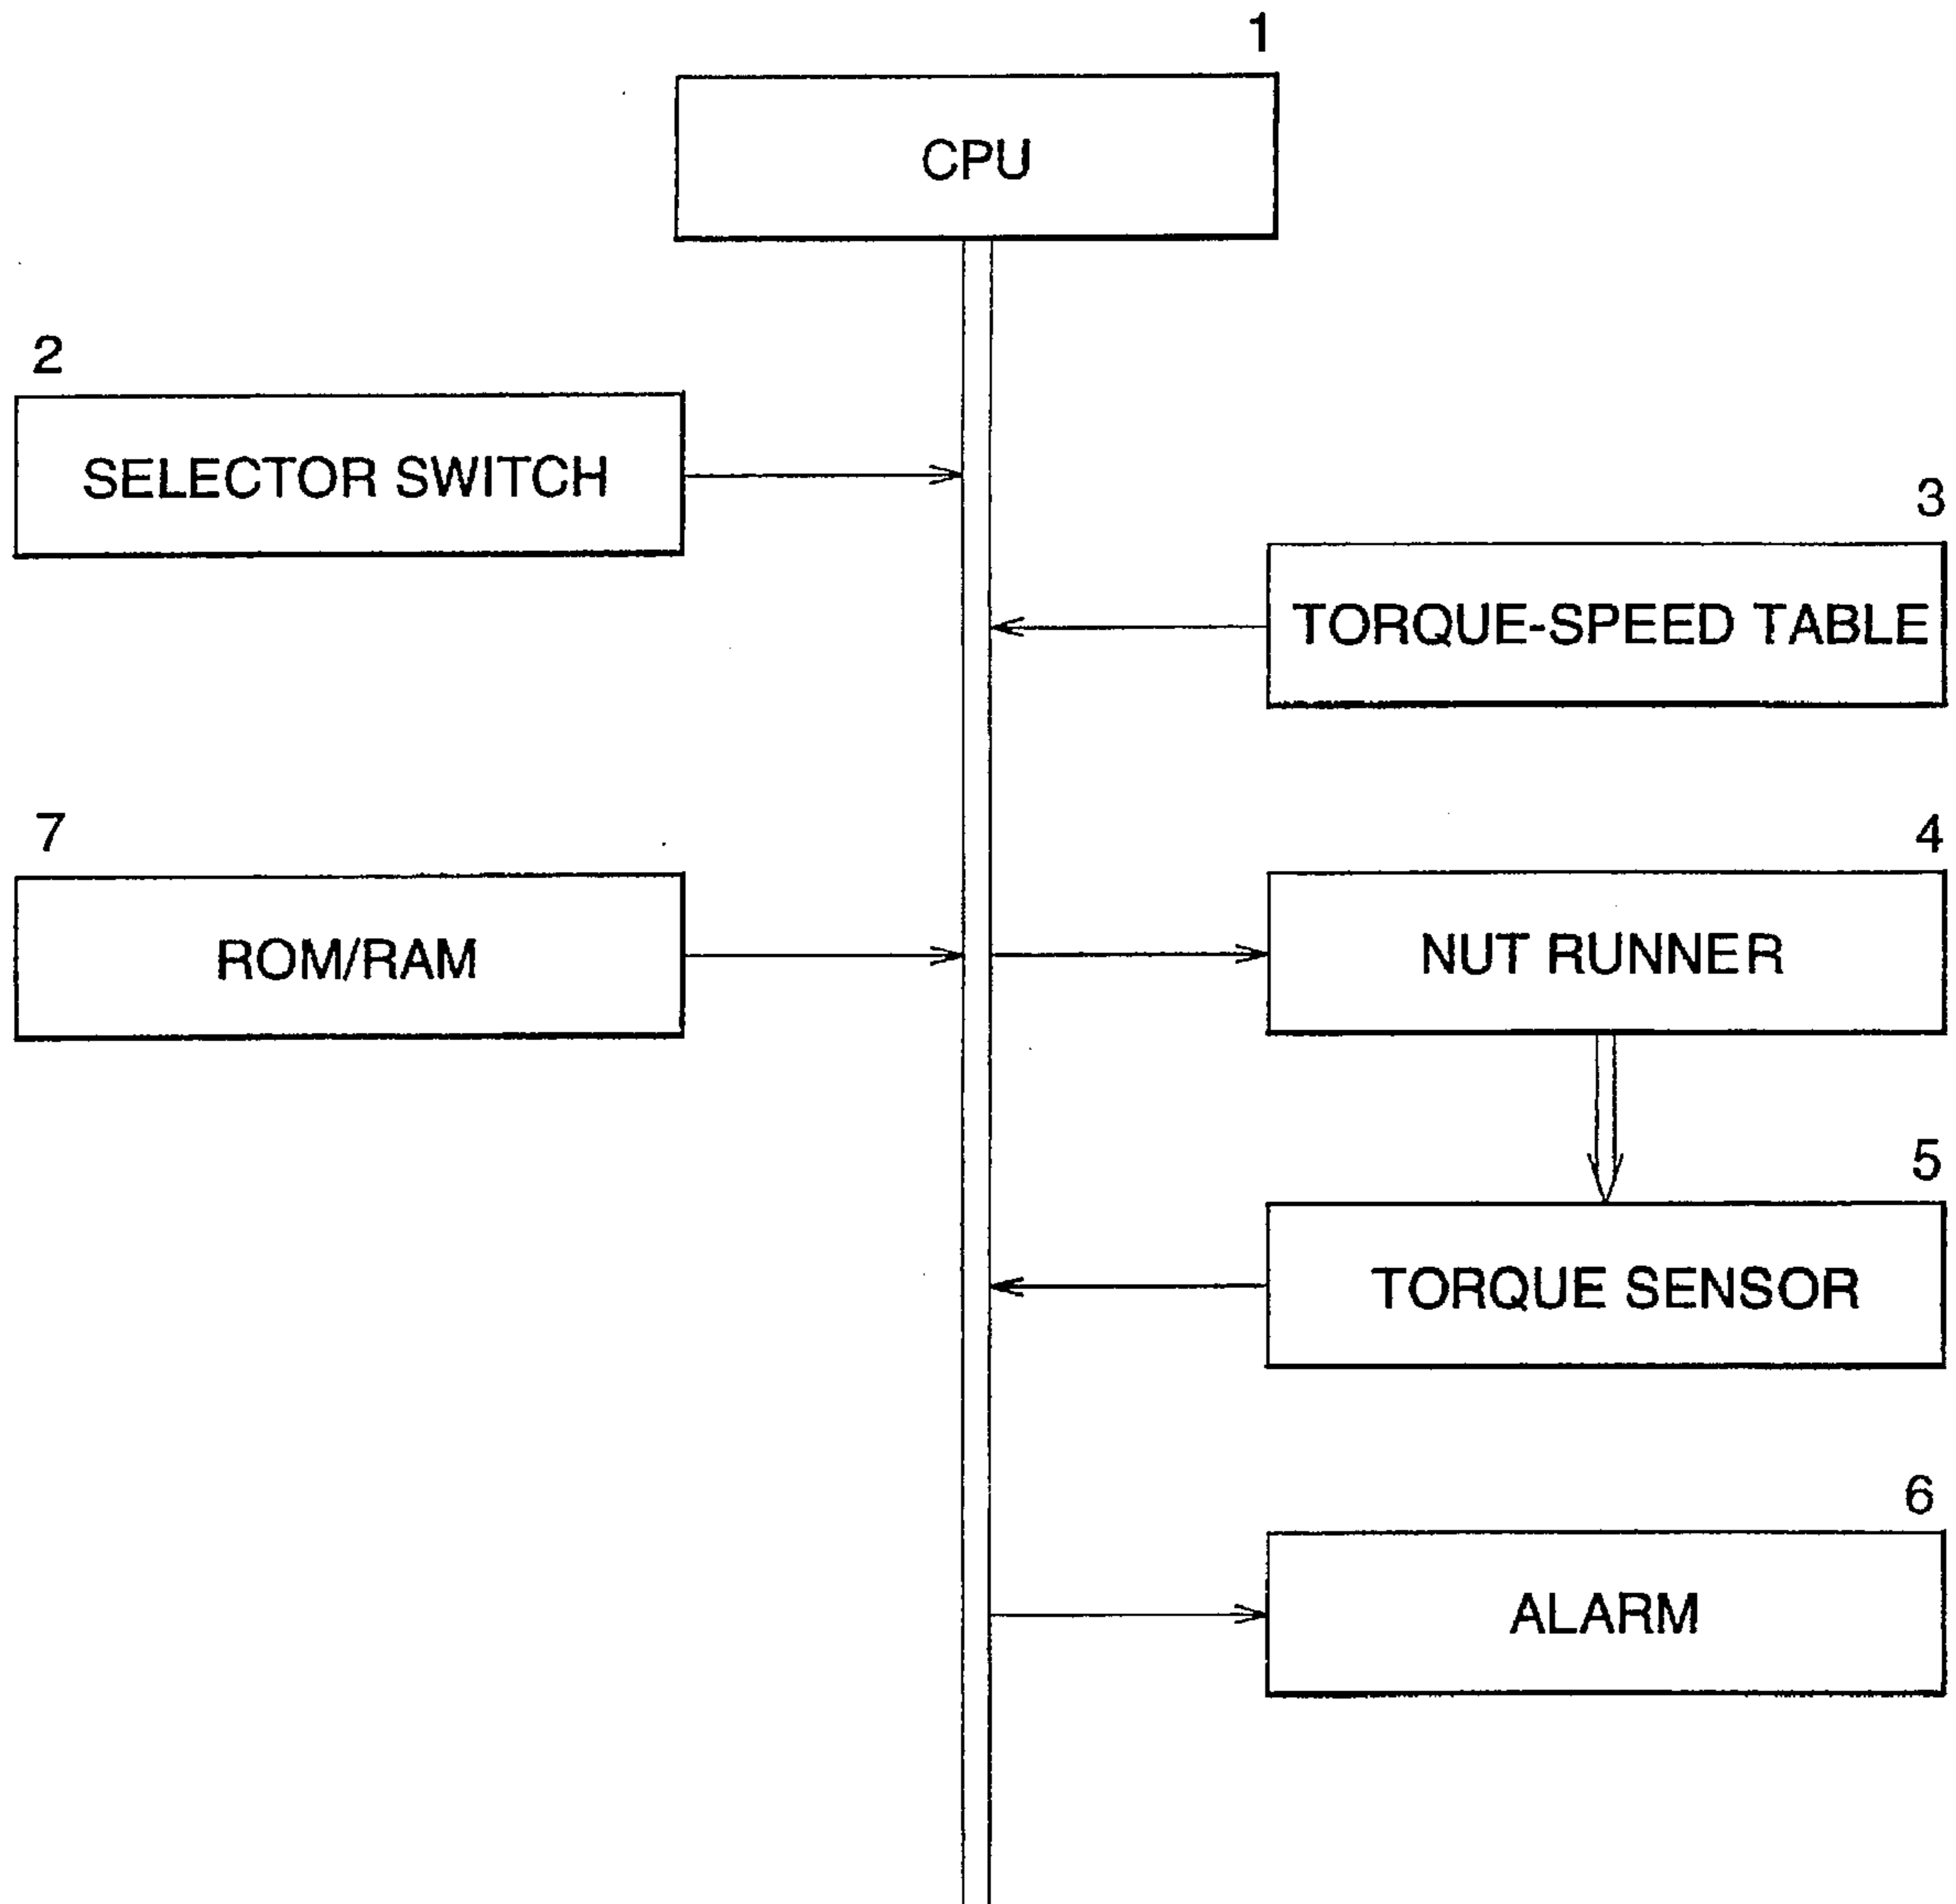 1
CPU
2
SELECTOR SWITCH
3
TORQUE-SPEED TABLE
7
ROM/RAM
4
NUT RUNNER
5
TORQUE SENSOR
6
ALARM